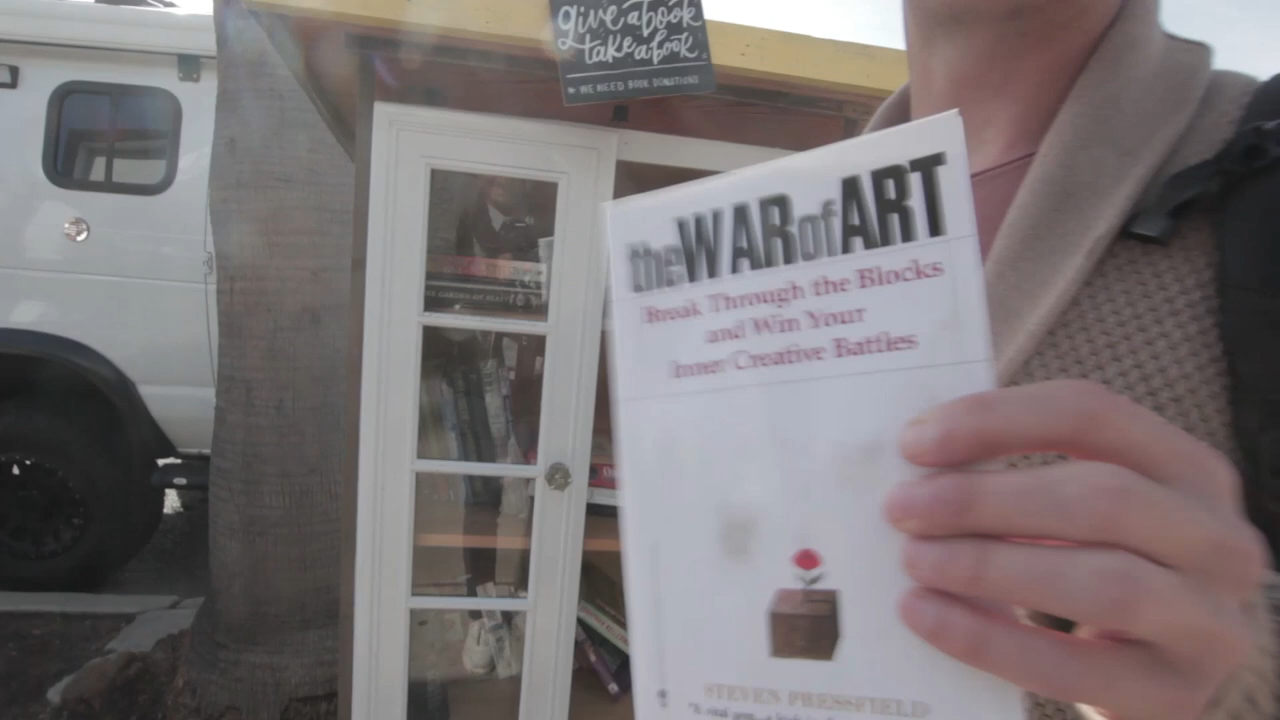 give a book
take a book
WE NEED BOOK DONATIONS
theWARofART
Break Through the Blocks
and Win Your
Inner Creative Battles
STEVEN PRESSFIELD